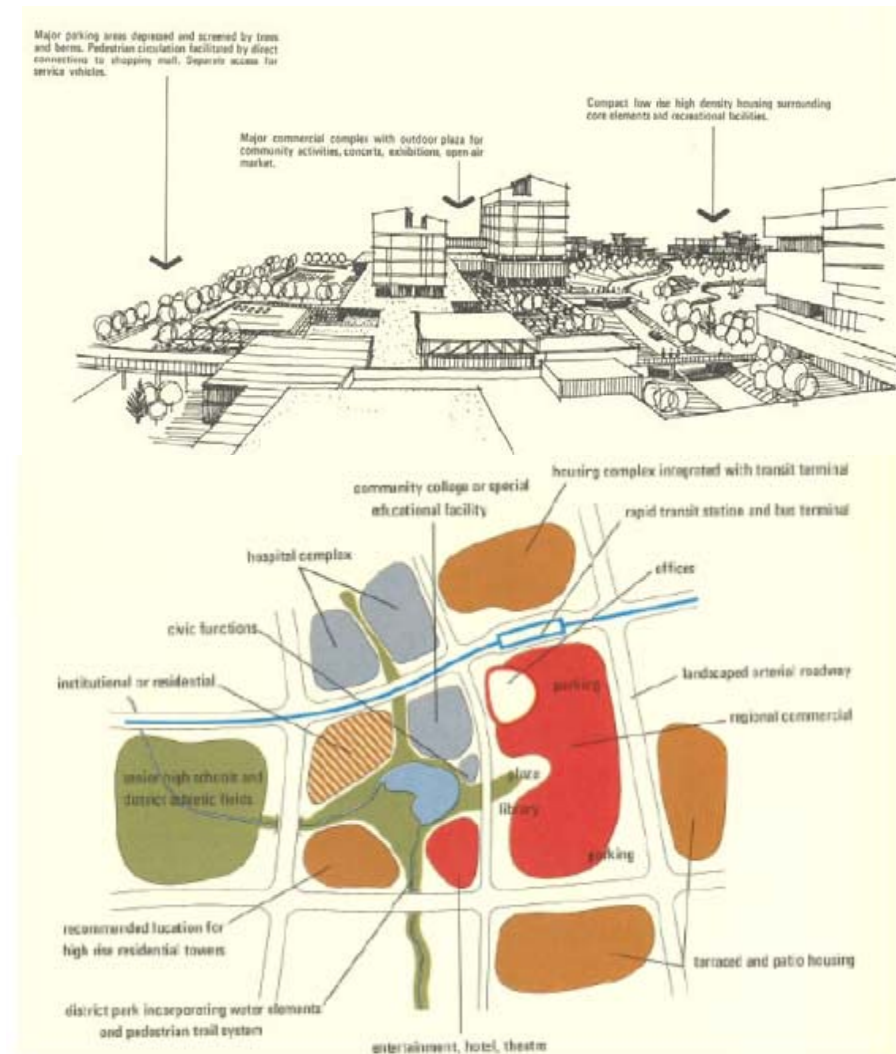 Major parking areas depressed and screened by trees
and berms. Pedestrian circulation facilitated by direct
connections to shopping mall. Separate access for
service vehicles.
Major commercial complex with outdoor plaza for
community activities, concerts, exhibitions, open-air
market.
Compact low rise high density housing surrounding
core elements and recreational facilities.
housing complex integrated with transit terminal
community college or special
educational facility
rapid transit station and bus terminal
hospital complex
offices
civic functions
institutional or residential
parking
landscaped arterial roadway
regional commercial
senior high schools and
district athletic fields
plaza
library
parking
recommended location for
high rise residential towers
terraced and patio housing
district park incorporating water elements
and pedestrian trail system
entertainment, hotel, theatre